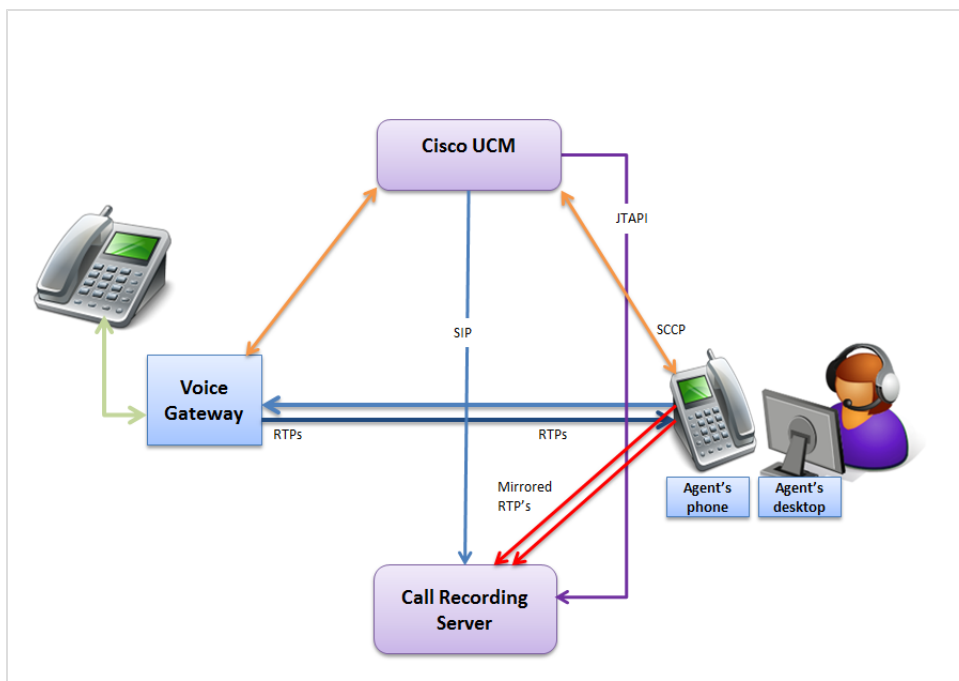 Cisco UCM
JTAPI
SIP
SCCP
Voice
Gateway
RTPs
RTPs
Mirrored
RTP's
Agent's
phone
Agent's
desktop
Call Recording
Server